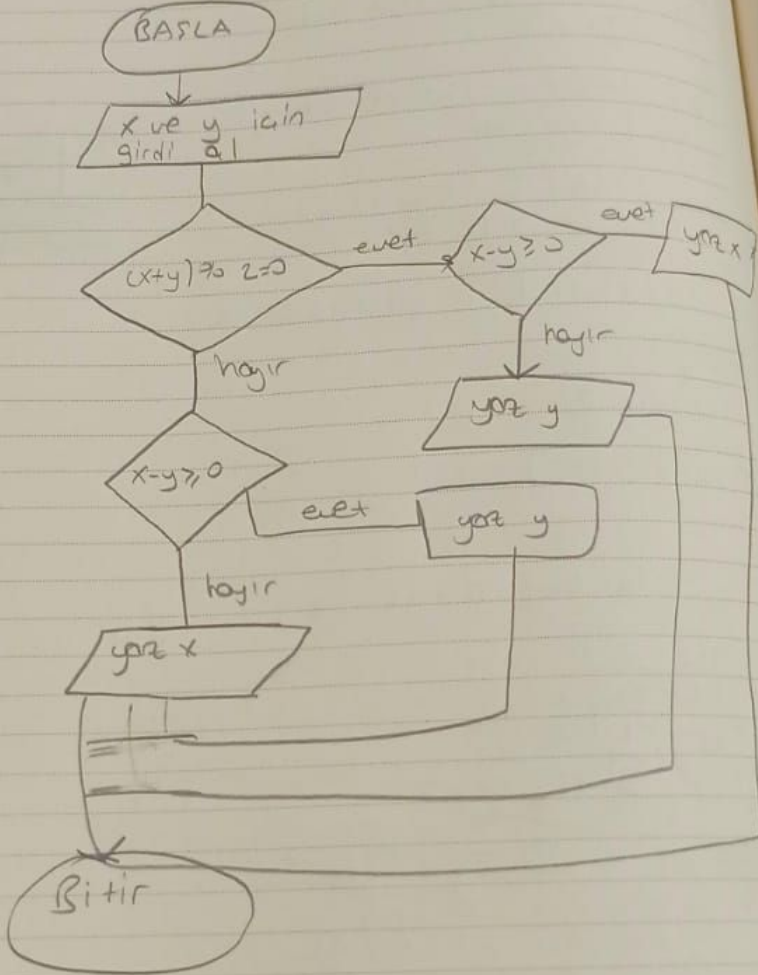 BAŞLA
x ve y için
girdi al
(x+y) % 2=0
evet
x-y≥0
evet
yaz x
hayır
hayır
yaz y
x-y≥0
evet
yaz y
hayır
yaz x
Bitir